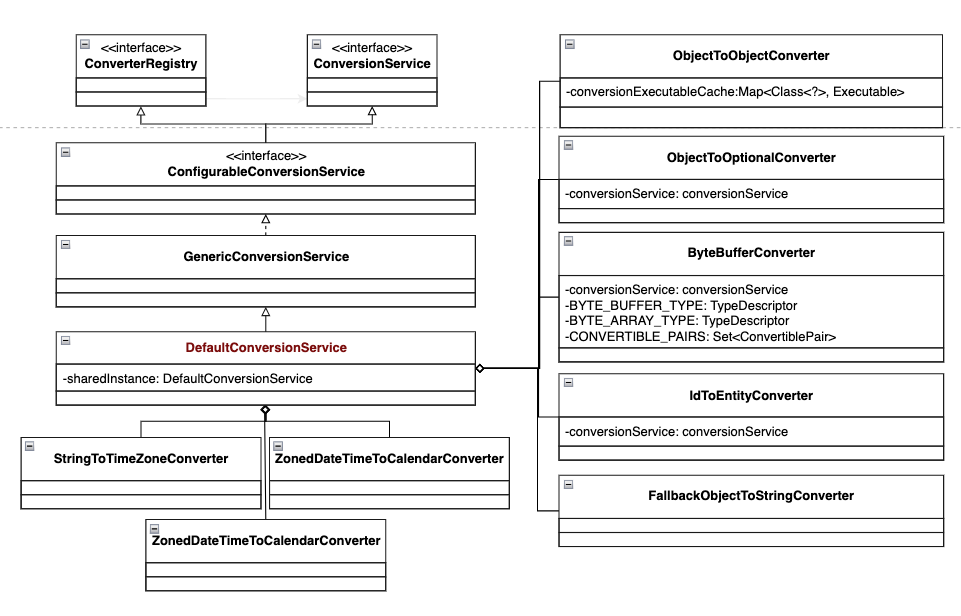 <<interface>>
ConverterRegistry
<<interface>>
ConversionService
<<interface>>
ConfigurableConversionService
GenericConversionService
DefaultConversionService
-sharedInstance: DefaultConversionService
StringToTimeZoneConverter
ZonedDateTimeToCalendarConverter
ZonedDateTimeToCalendarConverter
ObjectToObjectConverter
-conversionExecutableCache:Map<Class<?>, Executable>
ObjectToOptionalConverter
-conversionService: conversionService
ByteBufferConverter
-conversionService: conversionService
-BYTE_BUFFER_TYPE: TypeDescriptor
-BYTE_ARRAY_TYPE: TypeDescriptor
-CONVERTIBLE_PAIRS: Set<ConvertiblePair>
IdToEntityConverter
-conversionService: conversionService
FallbackObjectToStringConverter